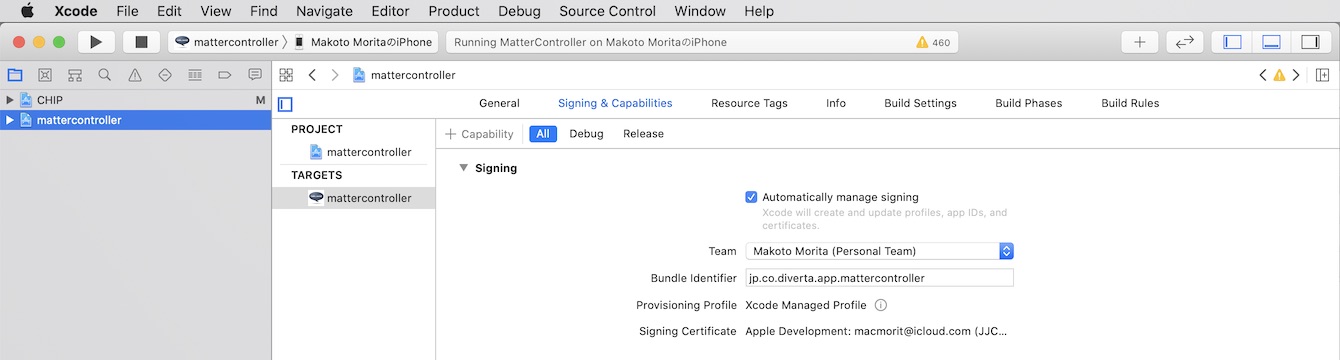 Xcode File Edit View Find Navigate Editor Product Debug Source Control Window Help
mattercontroller Makoto MoritaのiPhone Running MatterController on Makoto MoritaのiPhone 460
mattercontroller
CHIP M
mattercontroller
General Signing & Capabilities Resource Tags Info Build Settings Build Phases Build Rules
PROJECT
mattercontroller
TARGETS
mattercontroller
+ Capability All Debug Release
Signing
Automatically manage signing
Xcode will create and update profiles, app IDs, and
certificates.
Team Makoto Morita (Personal Team)
Bundle Identifier jp.co.diverta.app.mattercontroller
Provisioning Profile Xcode Managed Profile
Signing Certificate Apple Development: macmorit@icloud.com (JJC...